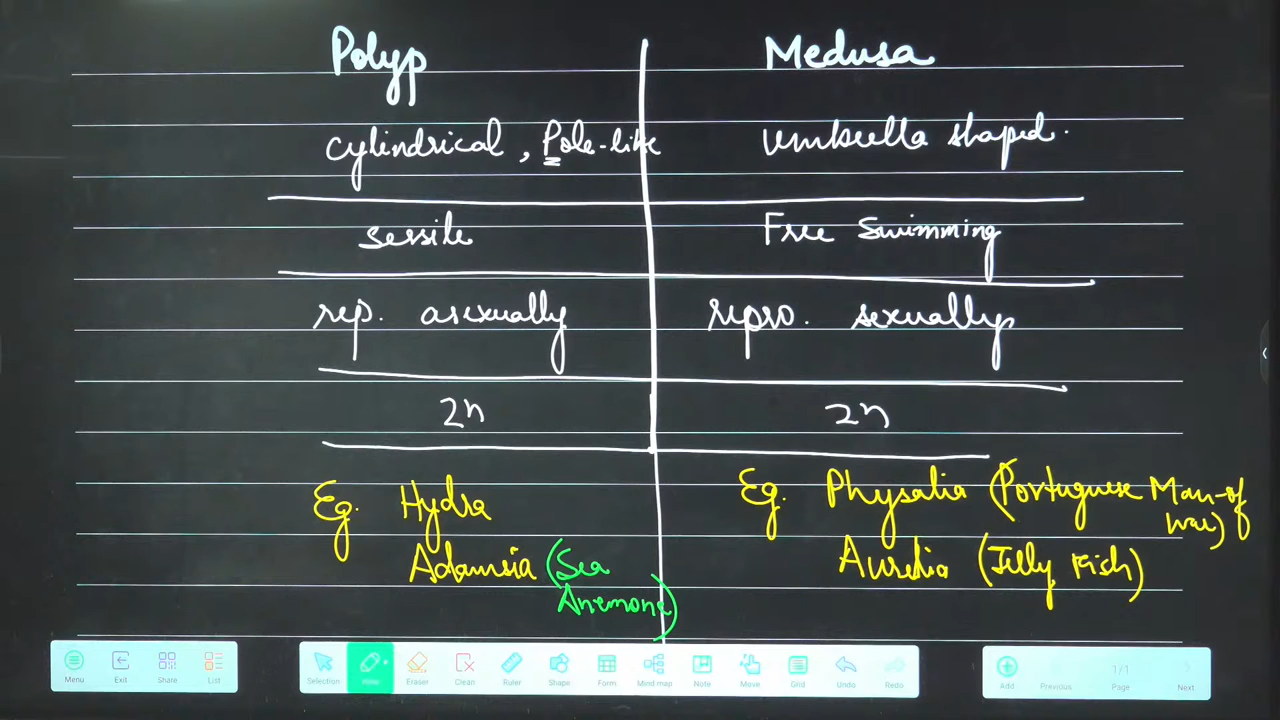 Polyp Medusa
cylindrical, Pole-like umbrella shaped.
sessile Free Swimming
rep. asexually repro. sexually
2n 2n
Eg. Hydra Eg. Physalia (Portuguese Man-of
war)
Adamsia (Sea Aurelia (Jelly Fish)
Anemone)
Menu Exit Share List Selection Eraser Clean Ruler Shape Form Mind map Note Move Grid Undo Redo Add Previous 1/1 Page Next